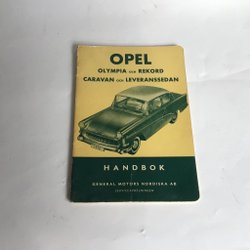 OPEL
OLYMPIA OCH REKORD
CARAVAN OCH LEVERANSSEDAN
HANDBOK
GENERAL MOTORS NORDISKA AB